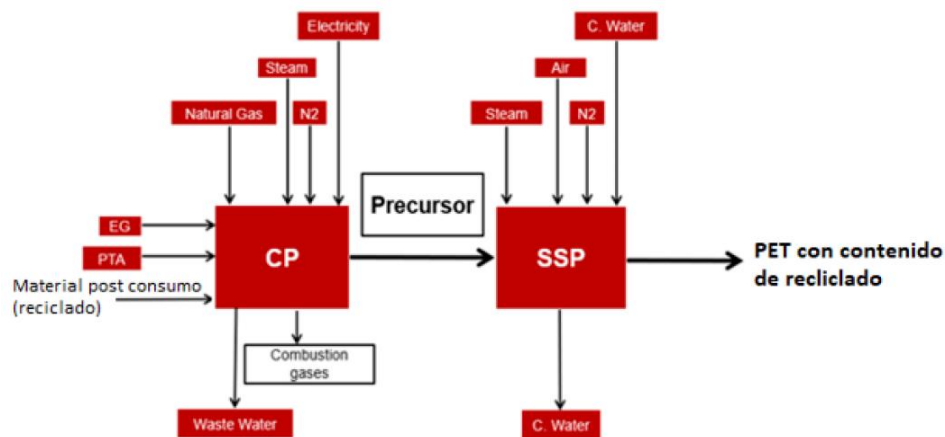 Electricity
C. Water
Steam
Air
Natural Gas
N2
Steam
N2
Precursor
EG
PTA
CP
SSP
PET con contenido
de recliclado
Material post consumo
(reciclado)
Combustion
gases
Waste Water
C. Water